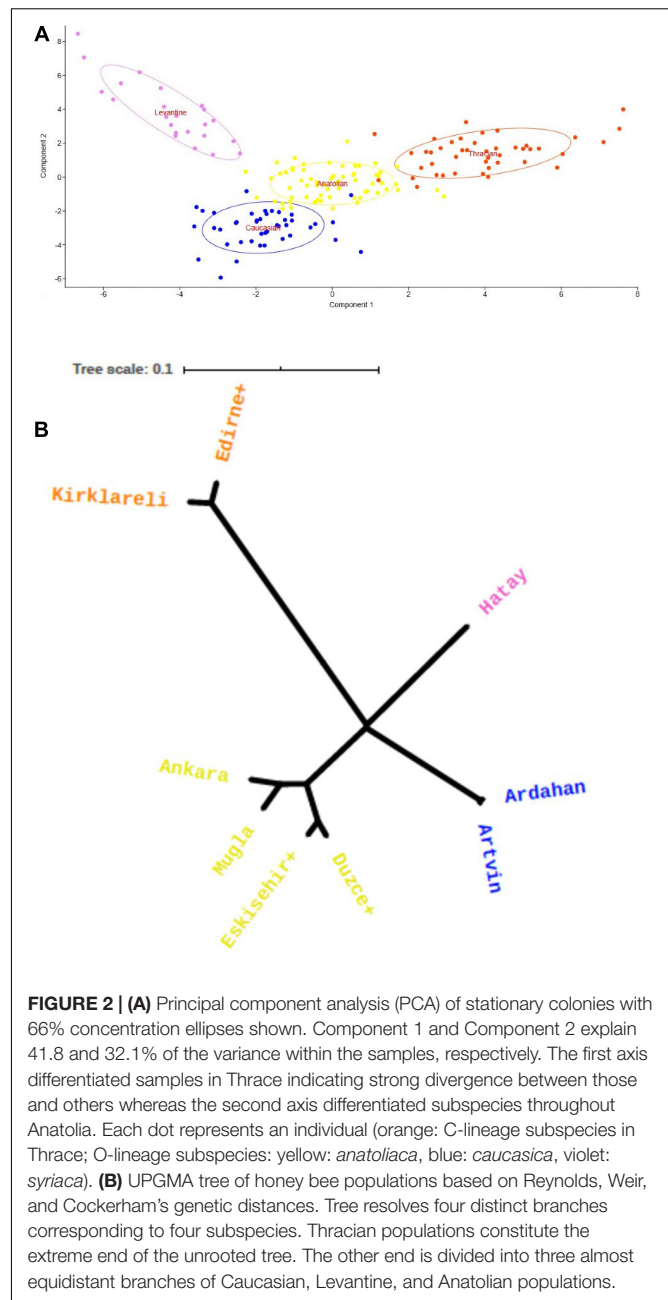 A
8
6
4
2
0
-2
-4
-6
Component 2
Levantine
Anatolian
Thracian
Caucasian
-6 -4 -2 0 2 4 6 8
Component 1
Tree scale: 0.1
B
Edirne+
Kirklareli
Hatay
Ankara
Mugla
Eskisehir+
Duzce+
Ardahan
Artvin
FIGURE 2 | (A) Principal component analysis (PCA) of stationary colonies with
66% concentration ellipses shown. Component 1 and Component 2 explain
41.8 and 32.1% of the variance within the samples, respectively. The first axis
differentiated samples in Thrace indicating strong divergence between those
and others whereas the second axis differentiated subspecies throughout
Anatolia. Each dot represents an individual (orange: C-lineage subspecies in
Thrace; O-lineage subspecies: yellow: anatoliaca, blue: caucasica, violet:
syriaca). (B) UPGMA tree of honey bee populations based on Reynolds, Weir,
and Cockerham's genetic distances. Tree resolves four distinct branches
corresponding to four subspecies. Thracian populations constitute the
extreme end of the unrooted tree. The other end is divided into three almost
equidistant branches of Caucasian, Levantine, and Anatolian populations.